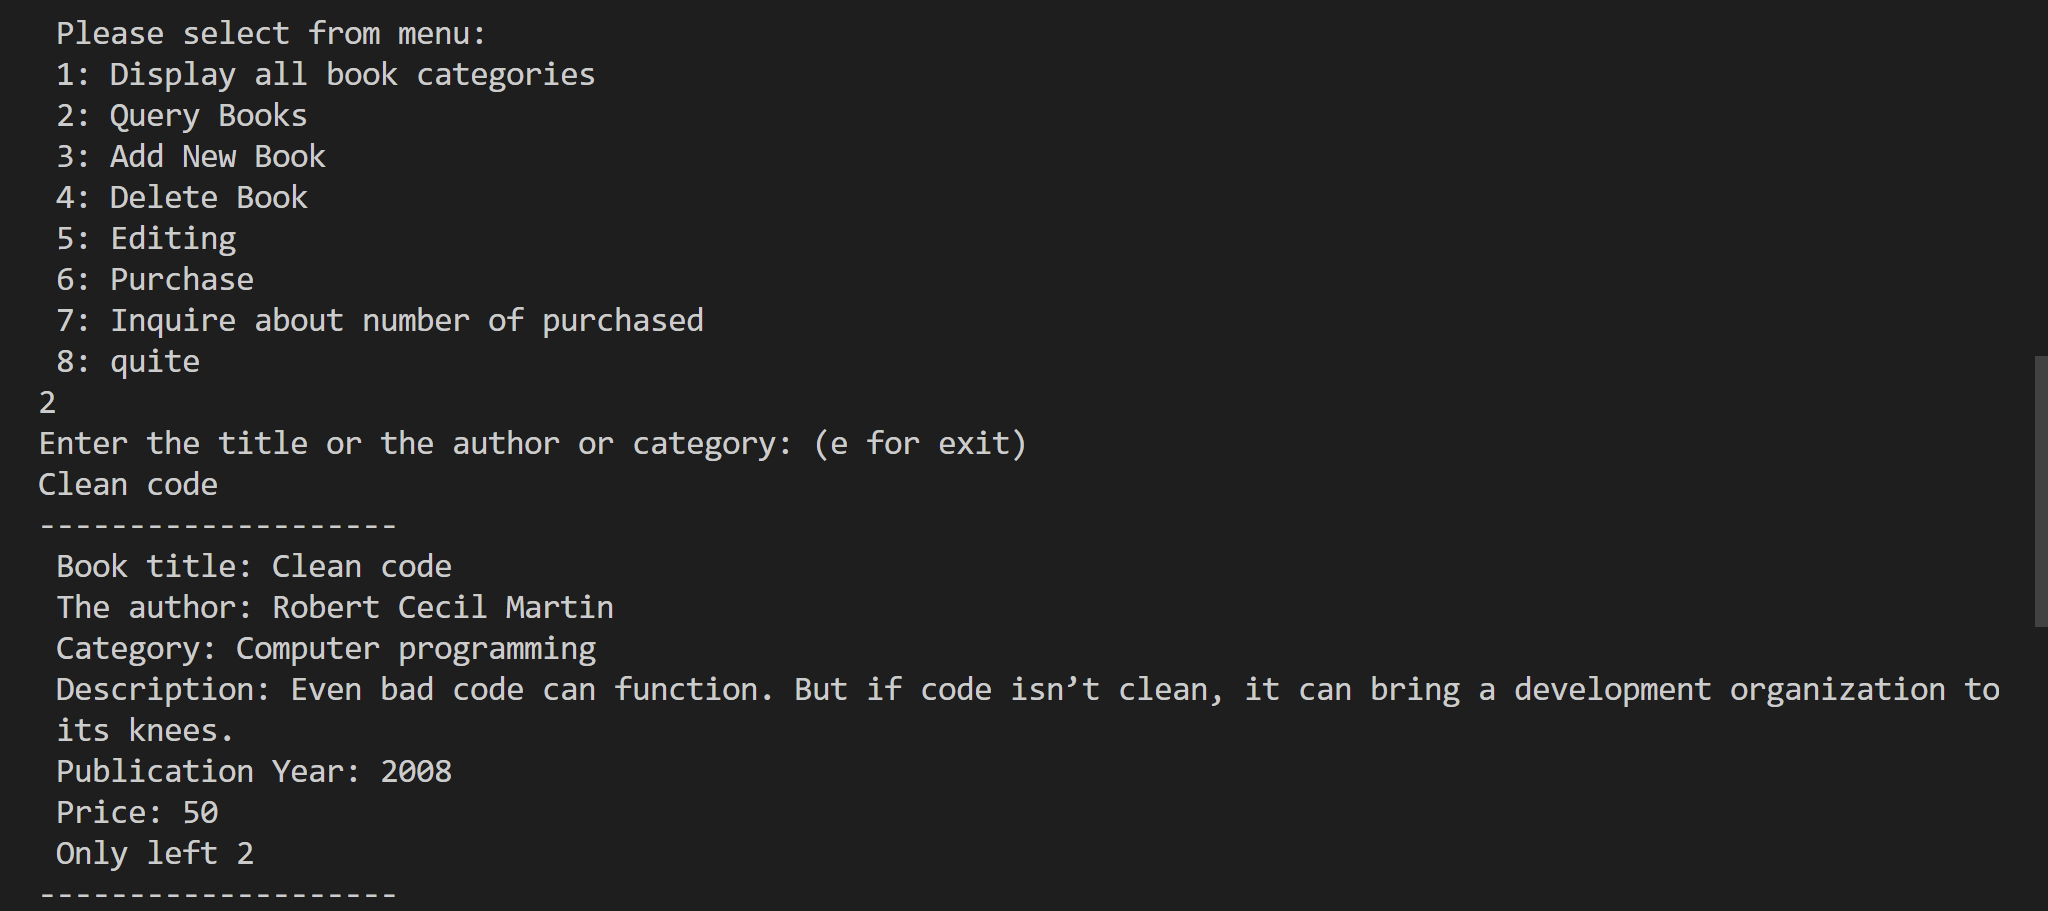 Please select from menu:
1: Display all book categories
2: Query Books
3: Add New Book
4: Delete Book
5: Editing
6: Purchase
7: Inquire about number of purchased
8: quite
2
Enter the title or the author or category: (e for exit)
Clean code
--------------------
Book title: Clean code
The author: Robert Cecil Martin
Category: Computer programming
Description: Even bad code can function. But if code isn’t clean, it can bring a development organization to
its knees.
Publication Year: 2008
Price: 50
Only left 2
--------------------